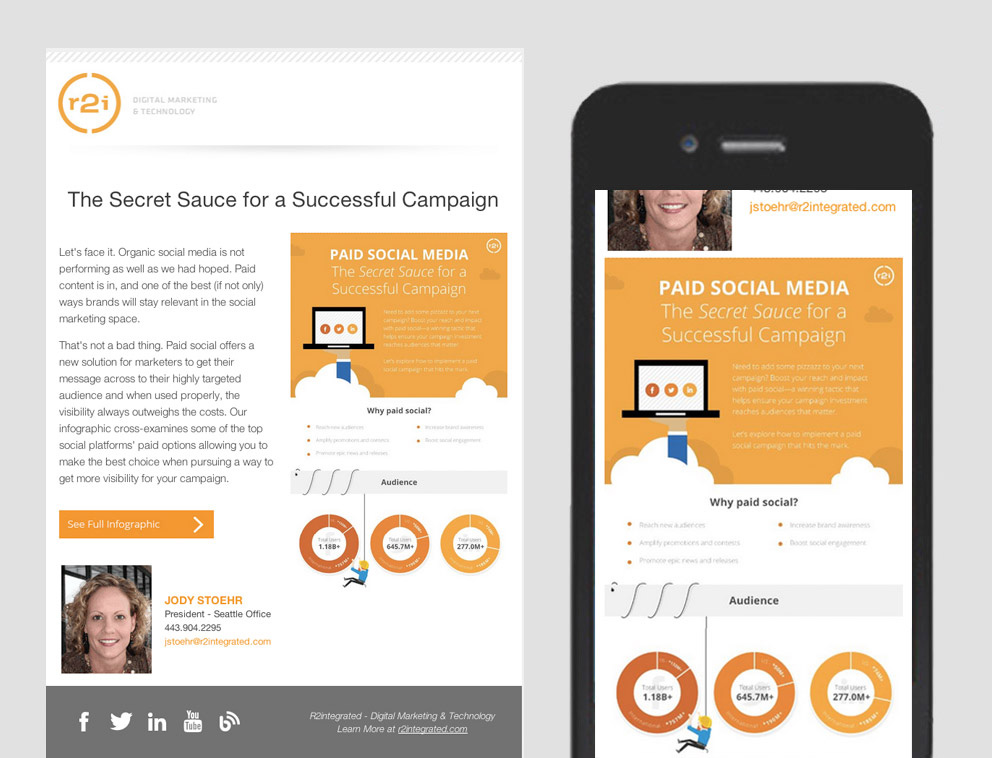 r2i
DIGITAL MARKETING
& TECHNOLOGY
The Secret Sauce for a Successful Campaign
Let's face it. Organic social media is not
performing as well as we had hoped. Paid
content is in, and one of the best (if not only)
ways brands will stay relevant in the social
marketing space.
That's not a bad thing. Paid social offers a
new solution for marketers to get their
message across to their highly targeted
audience and when used properly, the
visibility always outweighs the costs. Our
infographic cross-examines some of the top
social platforms' paid options allowing you to
make the best choice when pursuing a way to
get more visibility for your campaign.
See Full Infographic
JODY STOEHR
President - Seattle Office
443.904.2295
jstoehr@r2integrated.com
r2i
PAID SOCIAL MEDIA
The Secret Sauce for a
Successful Campaign
Need to add some pizzazz to your next
campaign? Boost your reach and impact
with paid social—a winning tactic that
helps ensure your campaign investment
reaches audiences that matter.
Let's explore how to implement a paid
social campaign that hits the mark.
Why paid social?
Reach new audiences
Increase brand awareness
Amplify promotions and contests
Boost social engagement
Promote epic news and releases
Audience
Total Users
1.18B+
Total Users
645.7M+
Total Users
277.0M+
You
Tube
R2integrated - Digital Marketing & Technology
Learn More at r2integrated.com
443.904.2295
jstoehr@r2integrated.com
r2i
PAID SOCIAL MEDIA
The Secret Sauce for a
Successful Campaign
Need to add some pizzazz to your next
campaign? Boost your reach and impact
with paid social—a winning tactic that
helps ensure your campaign investment
reaches audiences that matter.
Let's explore how to implement a paid
social campaign that hits the mark.
Why paid social?
Reach new audiences
Increase brand awareness
Amplify promotions and contests
Boost social engagement
Promote epic news and releases
Audience
Total Users
1.18B+
Total Users
645.7M+
Total Users
277.0M+